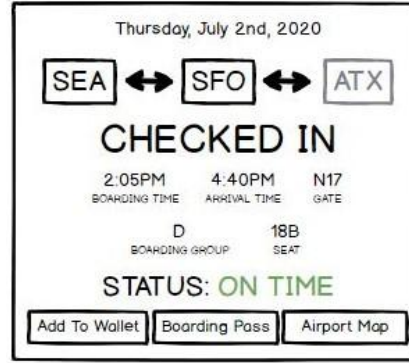 Thursday, July 2nd, 2020
SEA SFO ATX
CHECKED IN
2:05PM 4:40PM N17
BOARDING TIME ARRIVAL TIME GATE
D 18B
BOARDING GROUP SEAT
STATUS: ON TIME
Add To Wallet Boarding Pass Airport Map